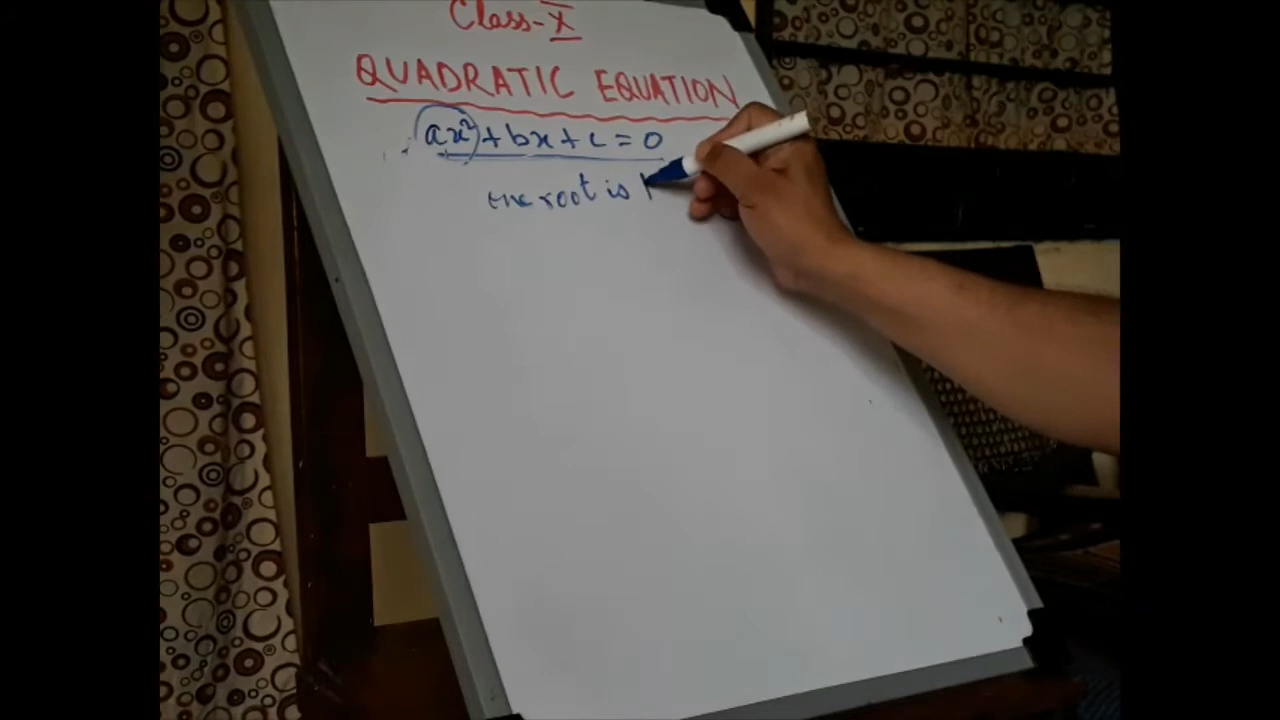 Class-X
QUADRATIC EQUATION
ax² + bx + c = 0
the root is